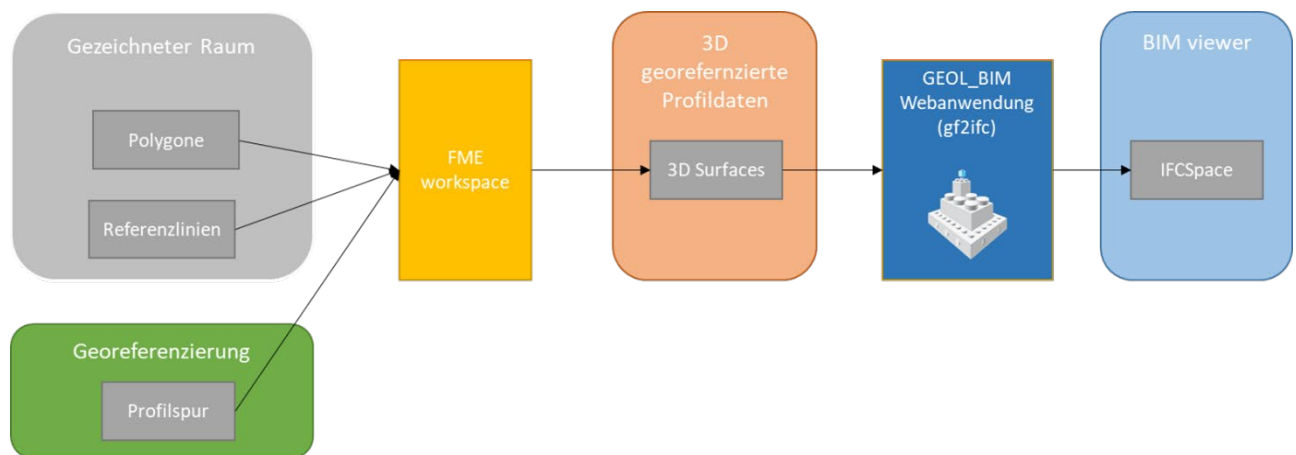 Gezeichneter Raum
Polygone
Referenzlinien
Georeferenzierung
Profilspur
FME
workspace
3D
georefernzierte
Profildaten
3D Surfaces
GEOL_BIM
Webanwendung
(gf2ifc)
BIM viewer
IFCSpace